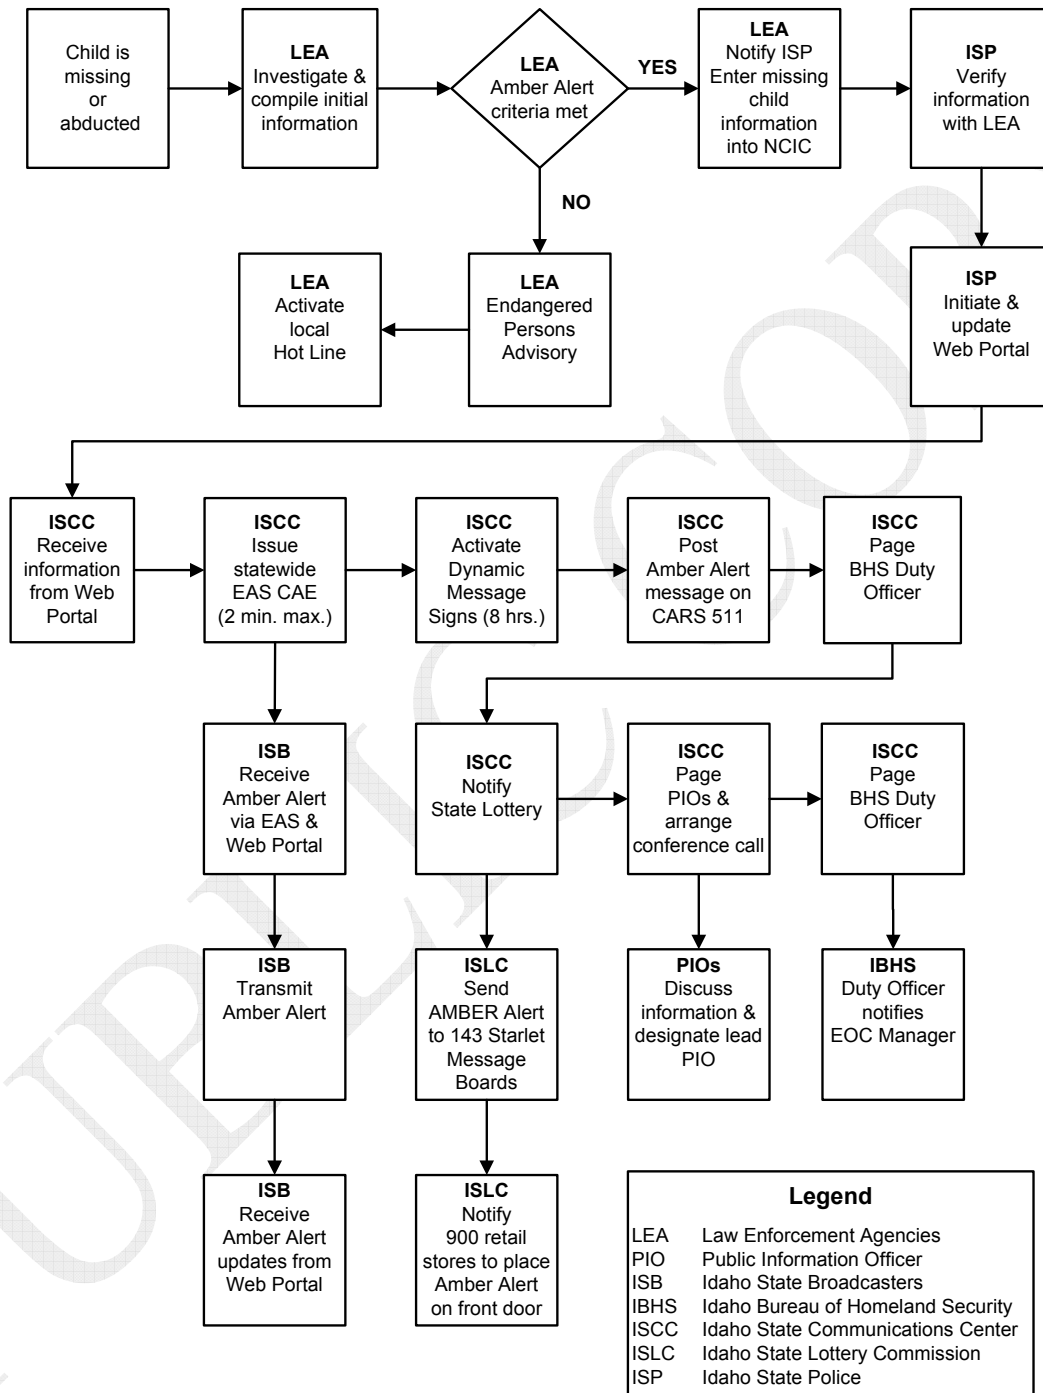 Child is
missing
or
abducted
LEA
Investigate &
compile initial
information
LEA
Amber Alert
criteria met
YES
LEA
Notify ISP
Enter missing
child
information
into NCIC
ISP
Verify
information
with LEA
NO
LEA
Activate
local
Hot Line
LEA
Endangered
Persons
Advisory
ISP
Initiate &
update
Web Portal
ISCC
Receive
information
from Web
Portal
ISCC
Issue
statewide
EAS CAE
(2 min. max.)
ISCC
Activate
Dynamic
Message
Signs (8 hrs.)
ISCC
Post
Amber Alert
message on
CARS 511
ISCC
Page
BHS Duty
Officer
ISB
Receive
Amber Alert
via EAS &
Web Portal
ISCC
Notify
State Lottery
ISCC
Page
PIOs &
arrange
conference call
ISCC
Page
BHS Duty
Officer
ISB
Transmit
Amber Alert
ISLC
Send
AMBER Alert
to 143 Starlet
Message
Boards
PIOs
Discuss
information &
designate lead
PIO
IBHS
Duty Officer
notifies
EOC Manager
ISB
Receive
Amber Alert
updates from
Web Portal
ISLC
Notify
900 retail
stores to place
Amber Alert
on front door
Legend
LEA Law Enforcement Agencies
PIO Public Information Officer
ISB Idaho State Broadcasters
IBHS Idaho Bureau of Homeland Security
ISCC Idaho State Communications Center
ISLC Idaho State Lottery Commission
ISP Idaho State Police
UPLIC COP